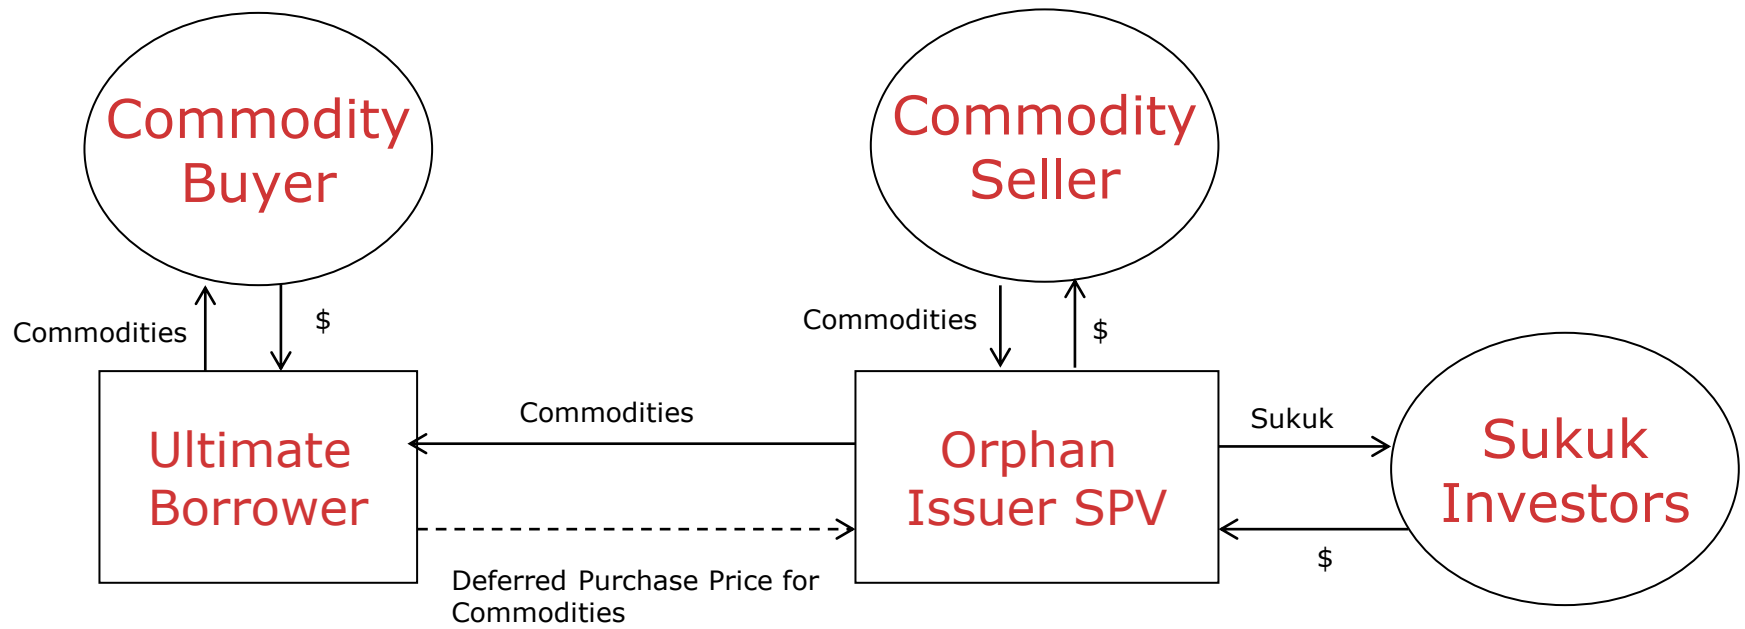 Commodity
Buyer
Commodity
Seller
Commodities
$
Commodities
$
Ultimate
Borrower
Commodities
Orphan
Issuer SPV
Sukuk
Sukuk
Investors
$
Deferred Purchase Price for
Commodities